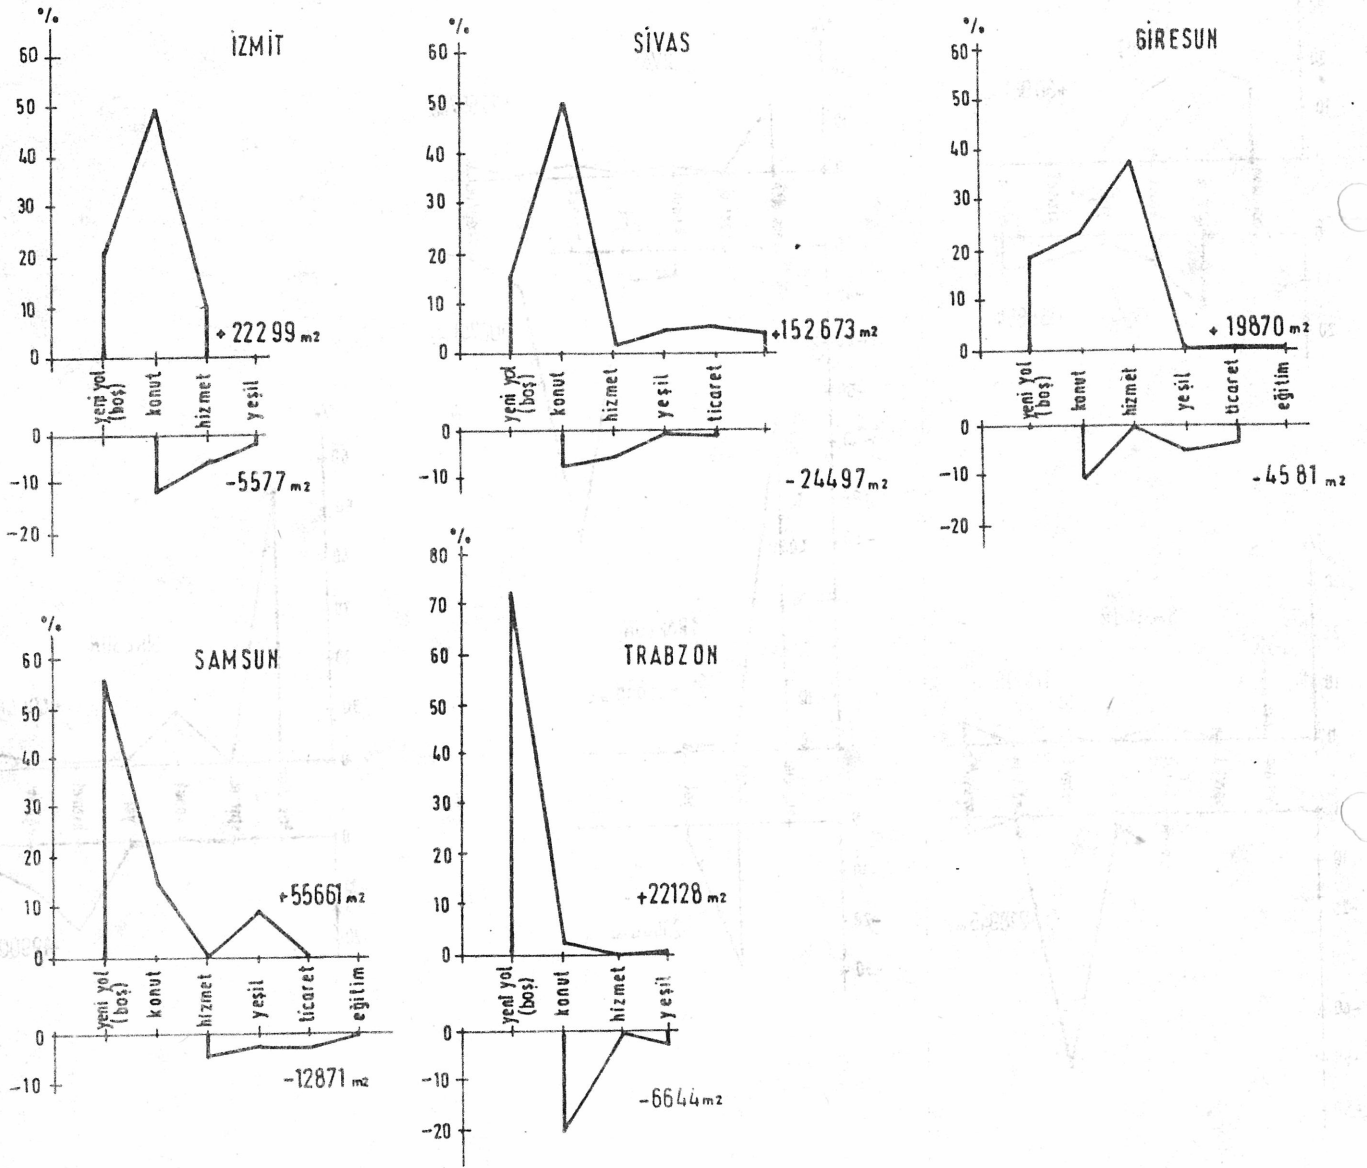 %.
İZMİT
60
50
40
30
20
10
0
+22299 m2
yeni yol
(boş)
konut
hizmet
yeşil
0
-10
-20
-5577 m2
%.
SİVAS
60
50
40
30
20
10
0
+152673 m2
yeni yol
(boş)
konut
hizmet
yeşil
ticaret
0
-10
-24497 m2
%.
GİRESUN
60
50
40
30
20
10
0
+19870 m2
yeni yol
(boş)
konut
hizmet
yeşil
ticaret
eğitim
0
-10
-20
-4581 m2
%.
SAMSUN
60
50
40
30
20
10
0
+55661 m2
yeni yol
(boş)
konut
hizmet
yeşil
ticaret
eğitim
0
-10
-12871 m2
%.
TRABZON
80
70
60
50
40
30
20
10
0
+22128 m2
yeni yol
(boş)
konut
hizmet
yeşil
0
-10
-20
-6644 m2